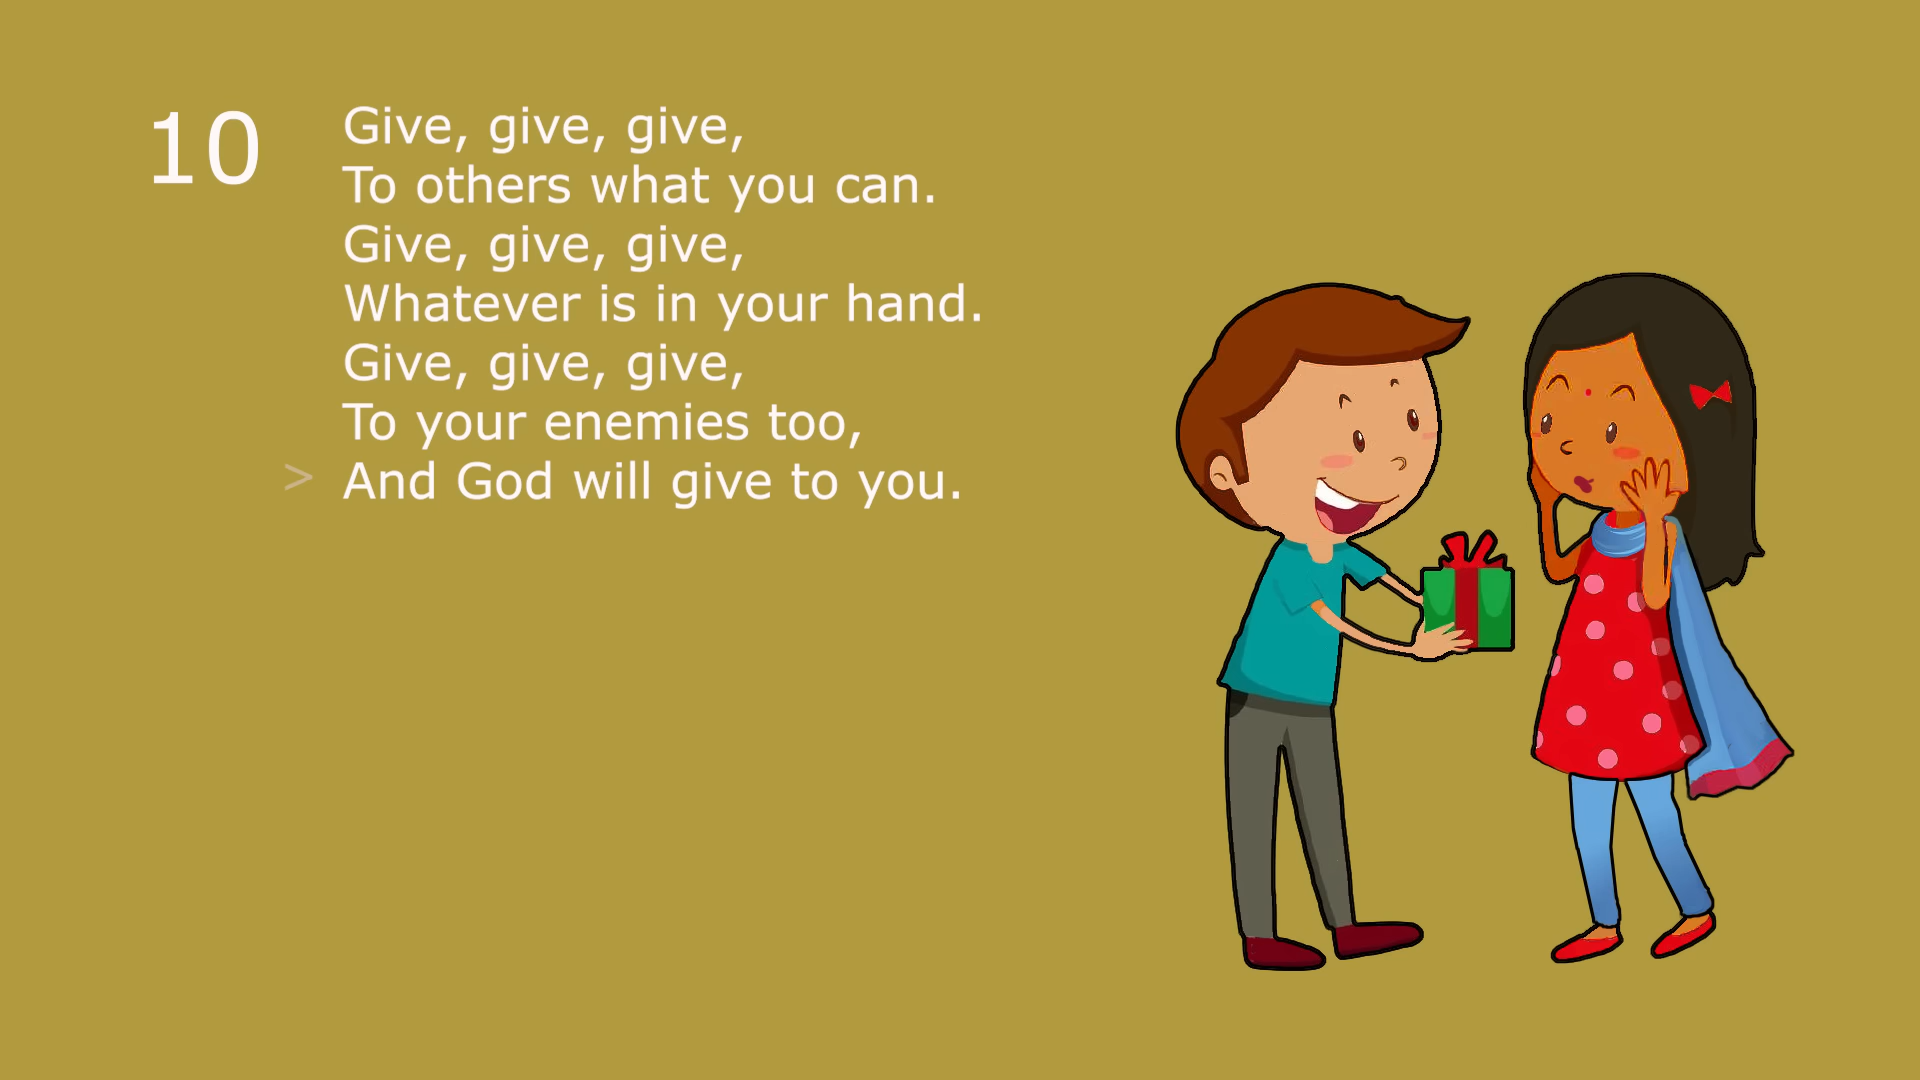 10
Give, give, give,
To others what you can.
Give, give, give,
Whatever is in your hand.
Give, give, give,
To your enemies too,
> And God will give to you.